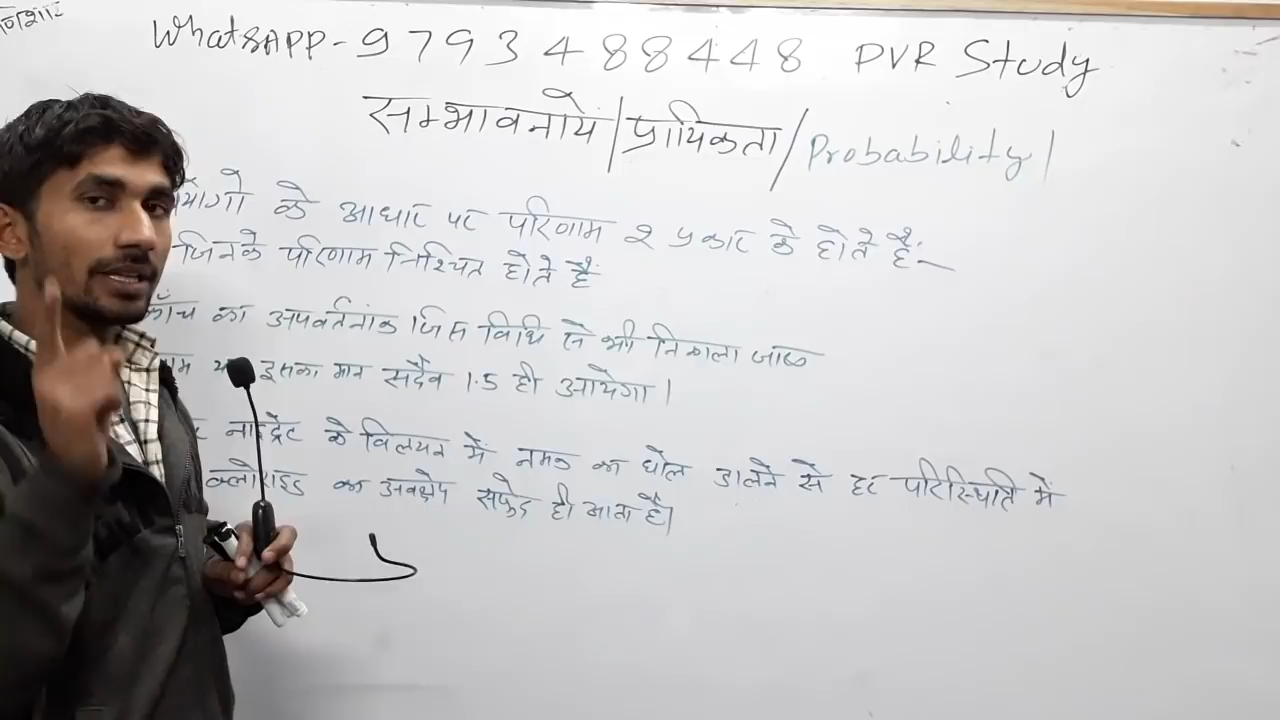 WhatsAPP-9793488448 PVR Study
सम्भावनाये/प्रायिकता/Probability/
के आधार पर परिणाम 2 प्रकार के होते हैं:-
जिनके परिणाम निश्चित होते हैं
काँच का अपवर्तनांक जिस विधि से भी निकाला जाए
इसका मान सदैव 1.5 ही आयेगा।
नाइट्रेट के विलयन में नमक का घोल डालने से हर परिस्थिति में
क्लोराइड का अवक्षेप सफेद ही आता है।